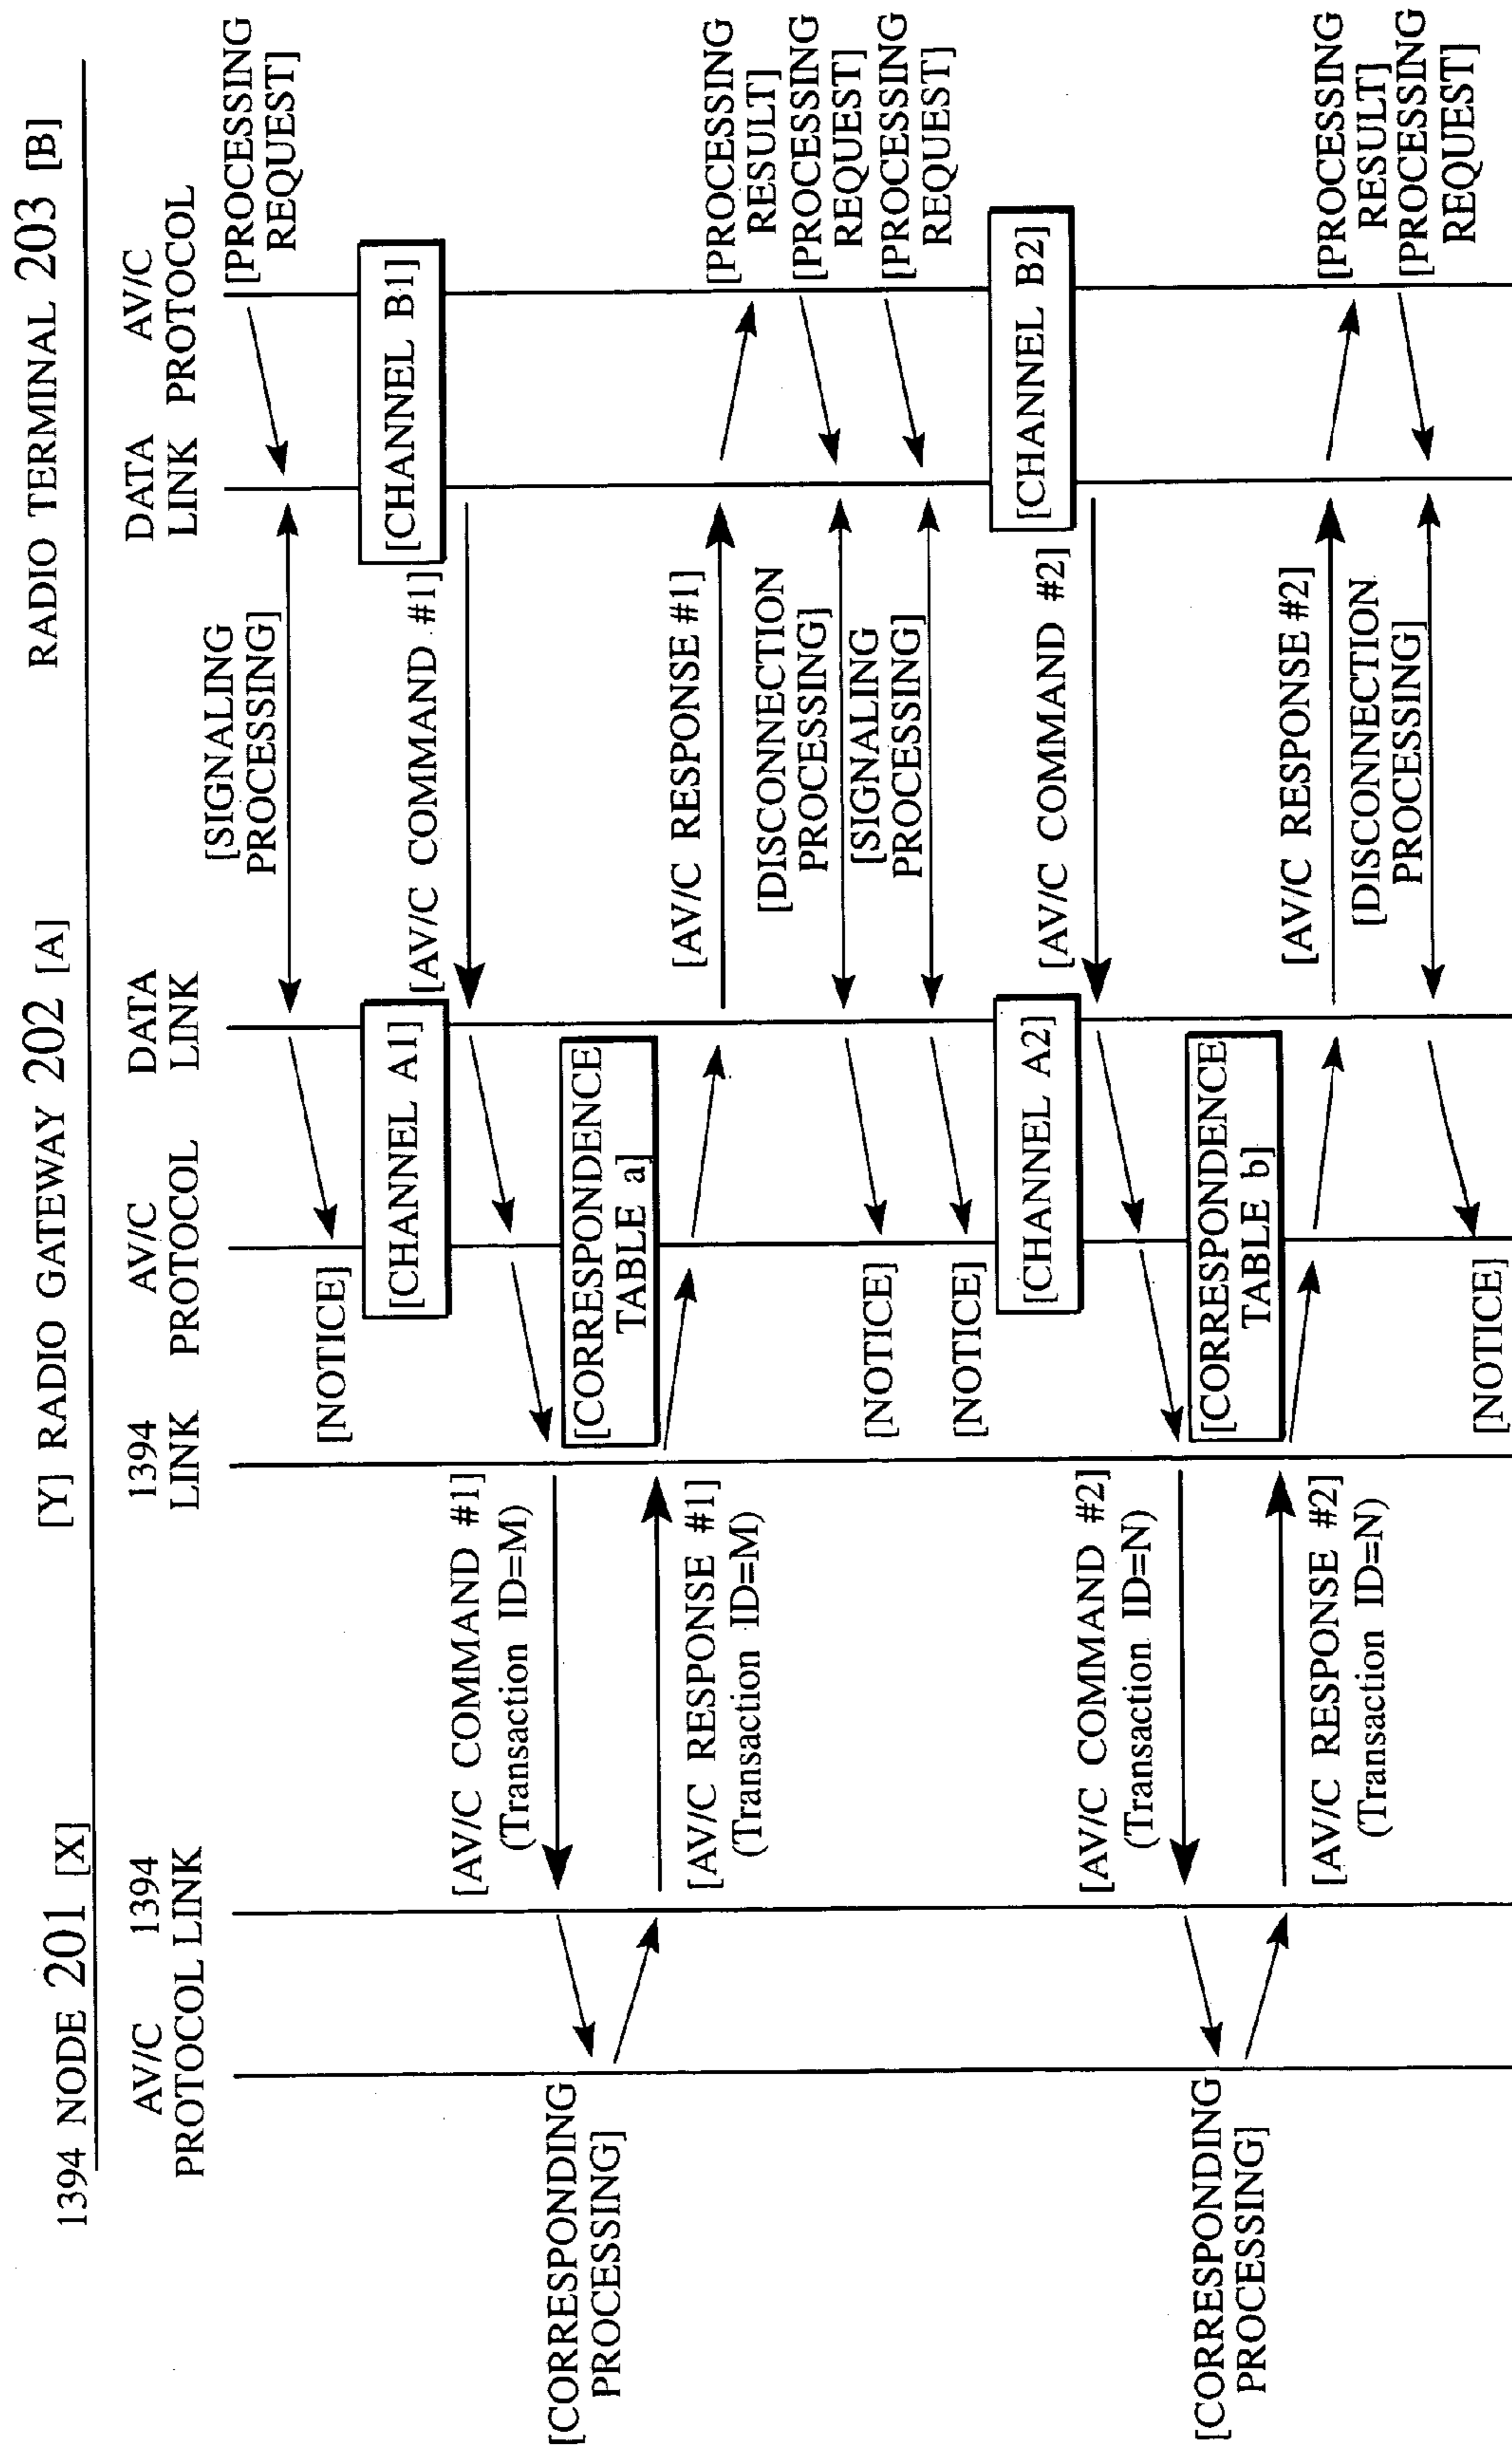 1394 NODE 201 [X]
[Y] RADIO GATEWAY 202 [A]
RADIO TERMINAL 203 [B]
AV/C
PROTOCOL
1394
LINK
1394
LINK
AV/C
PROTOCOL
DATA
LINK
DATA
LINK
AV/C
PROTOCOL
[PROCESSING
REQUEST]
[SIGNALING
PROCESSING]
[NOTICE]
[CHANNEL A1]
[CHANNEL B1]
[AV/C COMMAND #1]
[AV/C COMMAND #1]
(Transaction ID=M)
[CORRESPONDING
PROCESSING]
[CORRESPONDENCE
TABLE a]
[AV/C RESPONSE #1]
(Transaction ID=M)
[AV/C RESPONSE #1]
[PROCESSING
RESULT]
[PROCESSING
REQUEST]
[DISCONNECTION
PROCESSING]
[NOTICE]
[PROCESSING
REQUEST]
[SIGNALING
PROCESSING]
[NOTICE]
[CHANNEL A2]
[CHANNEL B2]
[AV/C COMMAND #2]
[AV/C COMMAND #2]
(Transaction ID=N)
[CORRESPONDING
PROCESSING]
[CORRESPONDENCE
TABLE b]
[AV/C RESPONSE #2]
(Transaction ID=N)
[AV/C RESPONSE #2]
[PROCESSING
RESULT]
[PROCESSING
REQUEST]
[DISCONNECTION
PROCESSING]
[NOTICE]